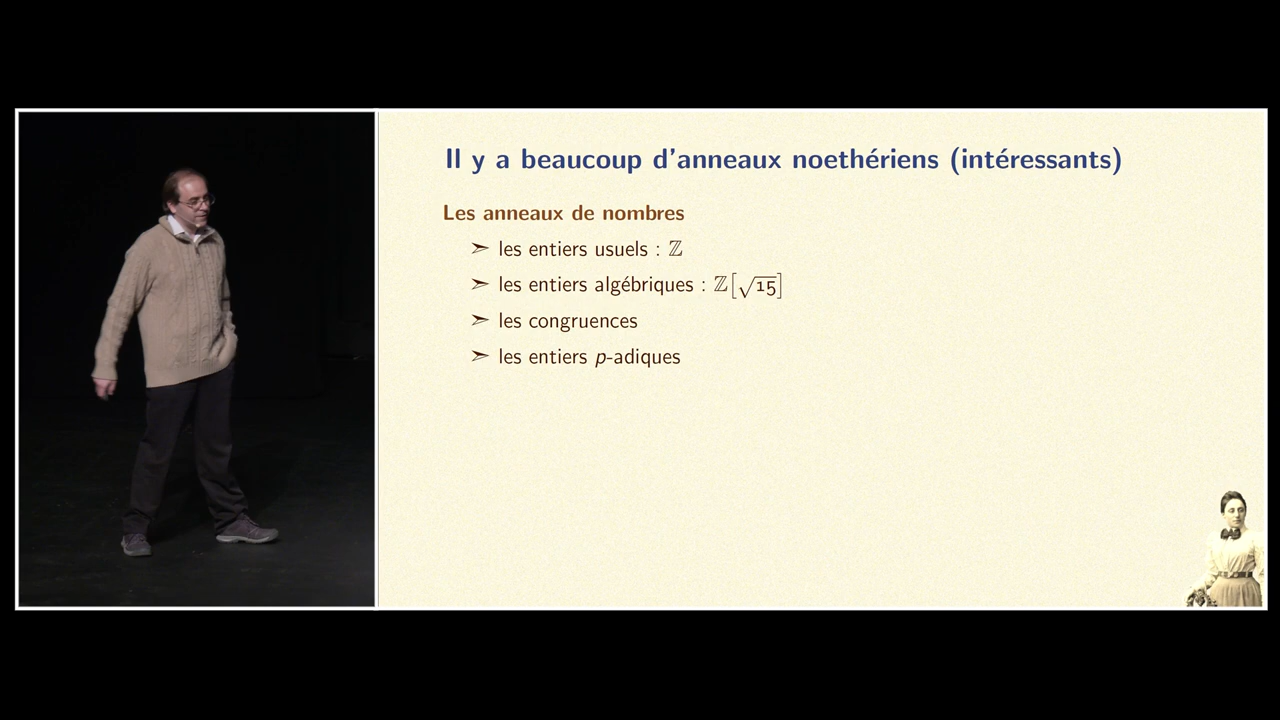 Il y a beaucoup d'anneaux noethériens (intéressants)
Les anneaux de nombres
➣ les entiers usuels : ℤ
➣ les entiers algébriques : ℤ[√15]
➣ les congruences
➣ les entiers p-adiques